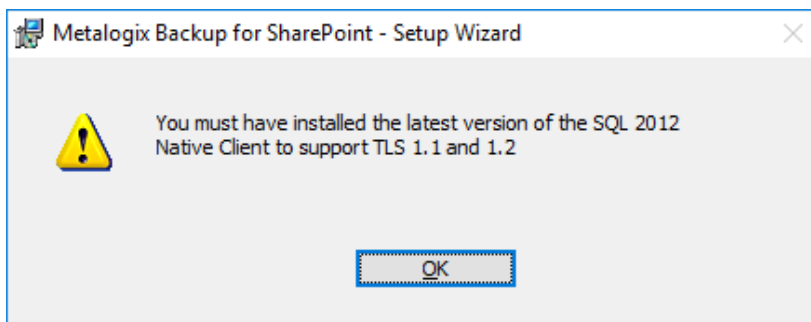 Metalogix Backup for SharePoint - Setup Wizard
You must have installed the latest version of the SQL 2012
Native Client to support TLS 1.1 and 1.2
OK